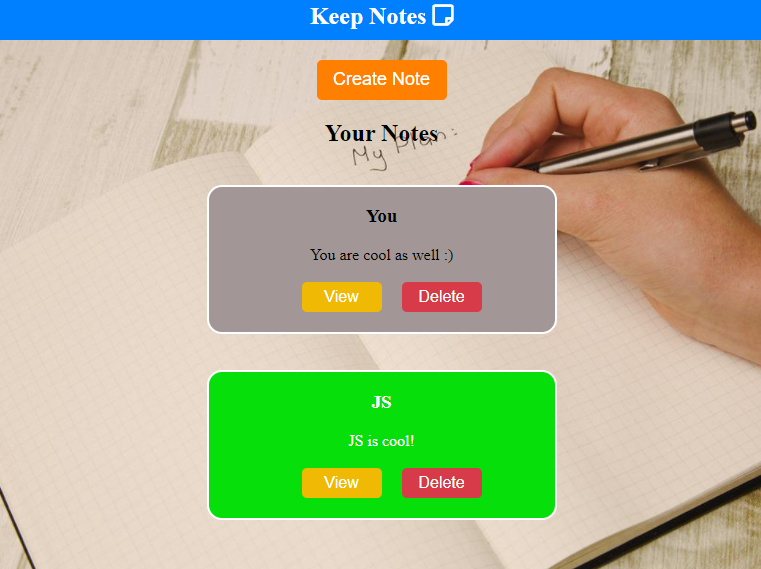 Keep Notes
Create Note
Your Notes
My Plan:
You
You are cool as well :)
View Delete
JS
JS is cool!
View Delete